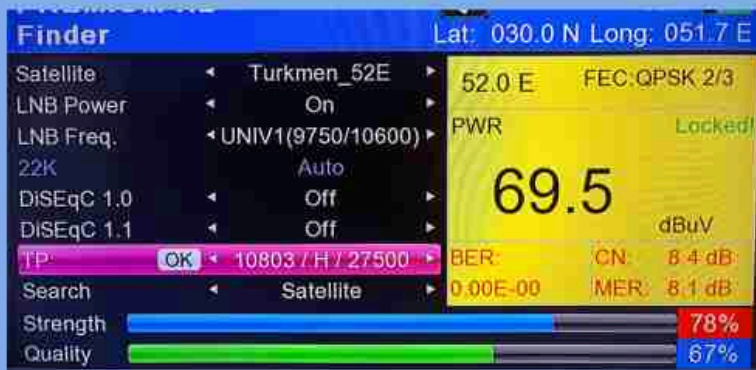 Finder
Lat: 030.0 N Long: 051.7 E
Satellite Turkmen_52E
LNB Power On
LNB Freq. UNIV1(9750/10600)
22K Auto
DiSEqC 1.0 Off
DiSEqC 1.1 Off
TP: OK 10803 / H / 27500
Search Satellite
52.0 E FEC:QPSK 2/3
PWR Locked!
69.5
dBuV
BER: CN: 8.4 dB
0.00E-00 MER: 8.1 dB
Strength 78%
Quality 67%